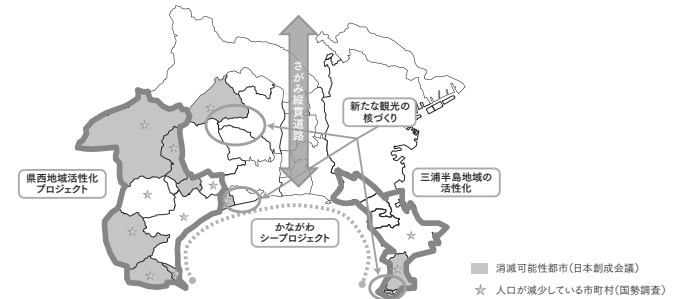 さがみ縦貫道路
新たな観光の
核づくり
県西地域活性化
プロジェクト
三浦半島地域の
活性化
かながわ
シープロジェクト
消滅可能性都市（日本創成会議）
人口が減少している市町村（国勢調査）